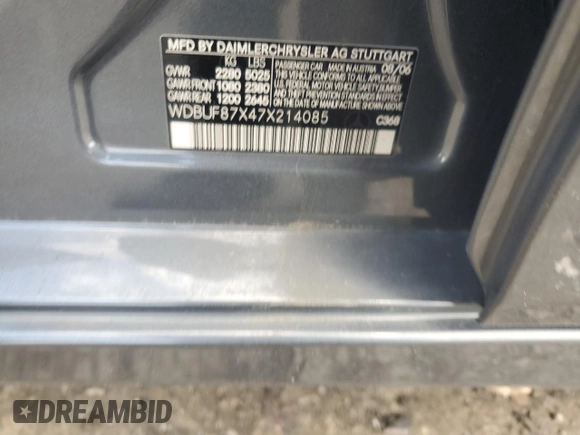 MFD BY DAIMLERCHRYSLER AG STUTTGART
KG LBS
GVWR 2280 5025
GAWR FRONT 1080 2380
GAWR REAR 1200 2645
PASSENGER CAR MADE IN AUSTRIA 09/06
THIS VEHICLE CONFORMS TO ALL APPLICABLE
U.S. FEDERAL MOTOR VEHICLE SAFETY, BUMPER
AND THEFT PREVENTION STANDARDS IN EFFECT
ON THE DATE OF MANUFACTURE SHOWN ABOVE
WDBUF87X47X214085
C368
DREAMBID